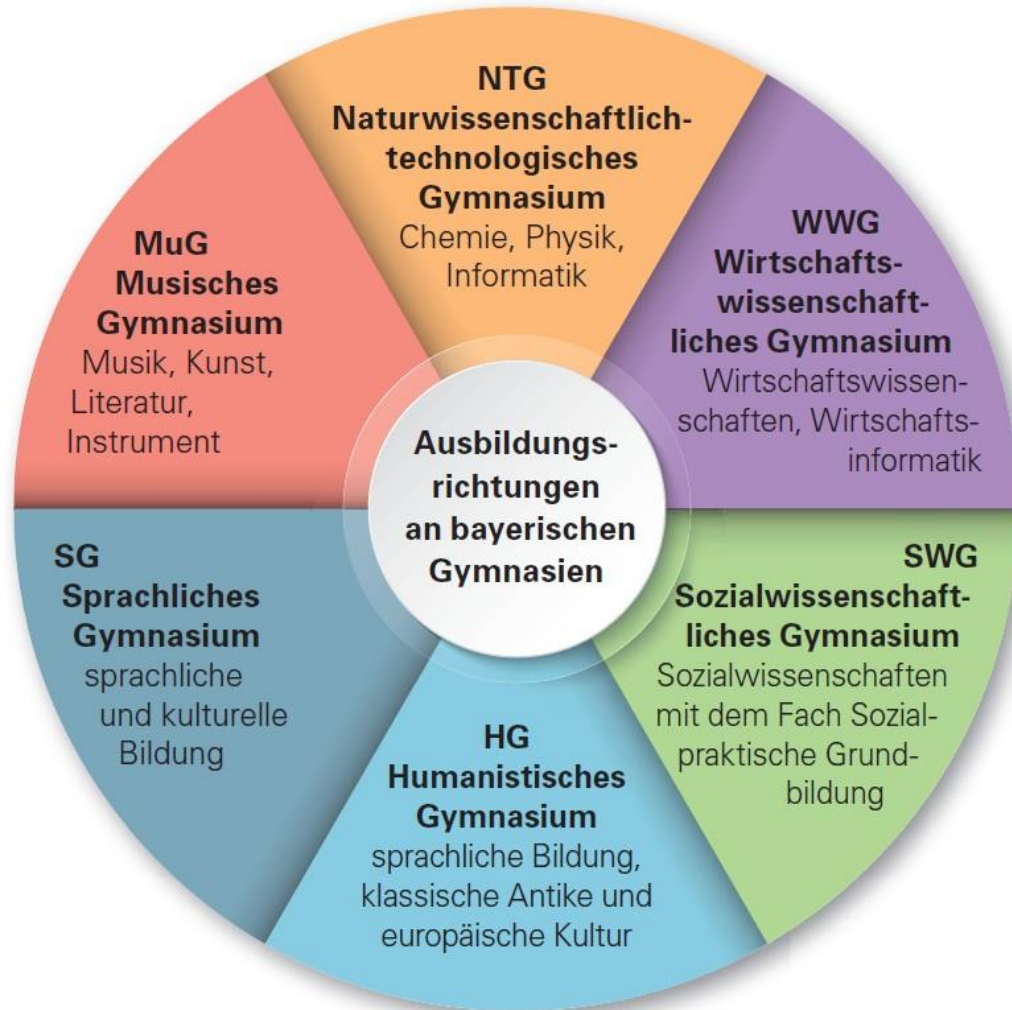 NTG
Naturwissenschaftlich-
technologisches
Gymnasium
Chemie, Physik,
Informatik
WWG
Wirtschafts-
wissenschaft-
liches Gymnasium
Wirtschaftswissen-
schaften, Wirtschafts-
informatik
SWG
Sozialwissenschaft-
liches Gymnasium
Sozialwissenschaften
mit dem Fach Sozial-
praktische Grund-
bildung
HG
Humanistisches
Gymnasium
sprachliche Bildung,
klassische Antike und
europäische Kultur
SG
Sprachliches
Gymnasium
sprachliche
und kulturelle
Bildung
MuG
Musisches
Gymnasium
Musik, Kunst,
Literatur,
Instrument
Ausbildungs-
richtungen
an bayerischen
Gymnasien